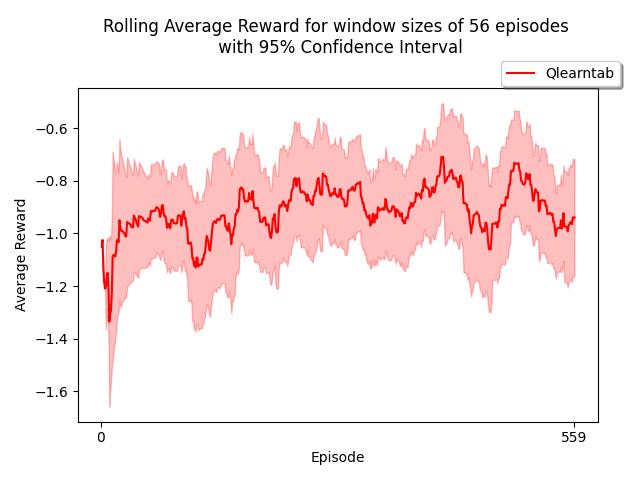 Rolling Average Reward for window sizes of 56 episodes
with 95% Confidence Interval
Qlearntab
−0.6
−0.8
−1.0
−1.2
−1.4
−1.6
Average Reward
0
559
Episode